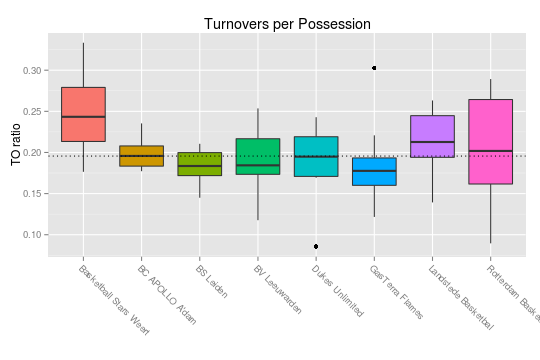 Turnovers per Possession
TO ratio
0.30
0.25
0.20
0.15
0.10
Basketball Stars Weert
BC APOLLO A'dam
BS Leiden
BV Leeuwarden
Dukes Unlimited
GasTerra Flames
Landstede Basketbal
Rotterdam Baske